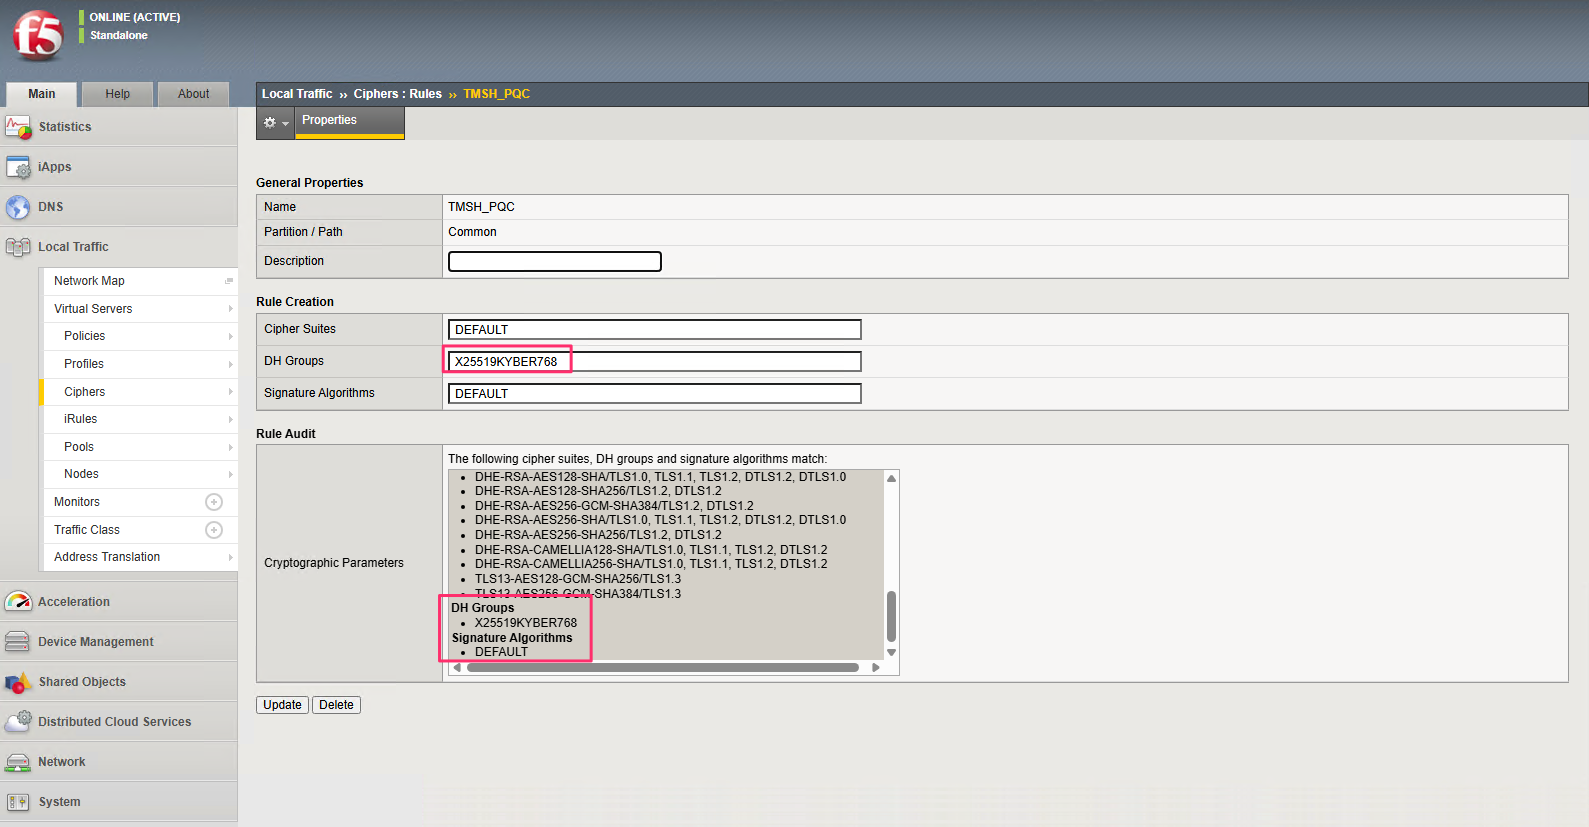 f5
ONLINE (ACTIVE)
Standalone
Main
Help
About
Local Traffic ›› Ciphers : Rules ›› TMSH_PQC
Properties
Statistics
iApps
DNS
Local Traffic
Network Map
Virtual Servers
Policies
Profiles
Ciphers
iRules
Pools
Nodes
Monitors
Traffic Class
Address Translation
Acceleration
Device Management
Shared Objects
Distributed Cloud Services
Network
System
General Properties
Name TMSH_PQC
Partition / Path Common
Description
Rule Creation
Cipher Suites DEFAULT
DH Groups X25519KYBER768
Signature Algorithms DEFAULT
Rule Audit
Cryptographic Parameters
The following cipher suites, DH groups and signature algorithms match:
• DHE-RSA-AES128-SHA/TLS1.0, TLS1.1, TLS1.2, DTLS1.2, DTLS1.0
• DHE-RSA-AES128-SHA256/TLS1.2, DTLS1.2
• DHE-RSA-AES256-GCM-SHA384/TLS1.2, DTLS1.2
• DHE-RSA-AES256-SHA/TLS1.0, TLS1.1, TLS1.2, DTLS1.2, DTLS1.0
• DHE-RSA-AES256-SHA256/TLS1.2, DTLS1.2
• DHE-RSA-CAMELLIA128-SHA/TLS1.0, TLS1.1, TLS1.2, DTLS1.2
• DHE-RSA-CAMELLIA256-SHA/TLS1.0, TLS1.1, TLS1.2, DTLS1.2
• TLS13-AES128-GCM-SHA256/TLS1.3
• TLS13-AES256-GCM-SHA384/TLS1.3
DH Groups
• X25519KYBER768
Signature Algorithms
• DEFAULT
Update
Delete